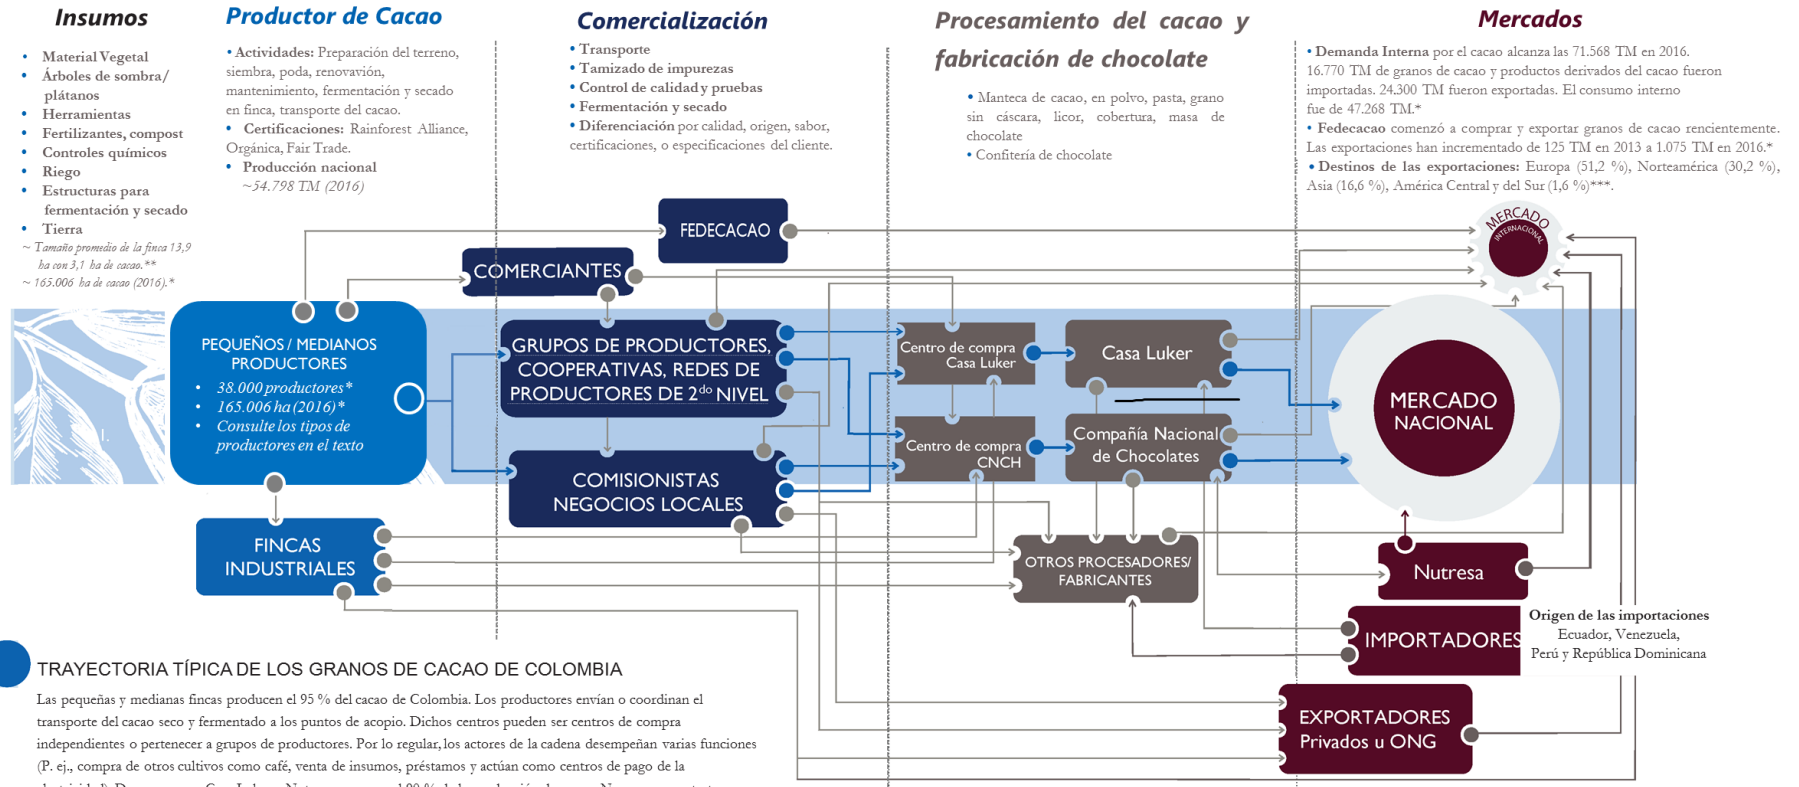 Insumos
• Material Vegetal
• Árboles de sombra/
plátanos
• Herramientas
• Fertilizantes, compost
• Controles químicos
• Riego
• Estructuras para
fermentación y secado
• Tierra
~ Tamaño promedio de la finca 13,9
ha con 3,1 ha de cacao.**
~ 165.006 ha de cacao (2016).*
Productor de Cacao
• Actividades: Preparación del terreno,
siembra, poda, renovavión,
mantenimiento, fermentación y secado
en finca, transporte del cacao.
• Certificaciones: Rainforest Alliance,
Orgánica, Fair Trade.
• Producción nacional
~54.798 TM (2016)
Comercialización
• Transporte
• Tamizado de impurezas
• Control de calidad y pruebas
• Fermentación y secado
• Diferenciación por calidad, origen, sabor,
certificaciones, o especificaciones del cliente.
Procesamiento del cacao y
fabricación de chocolate
• Manteca de cacao, en polvo, pasta, grano
sin cáscara, licor, cobertura, masa de
chocolate
• Confitería de chocolate
Mercados
• Demanda Interna por el cacao alcanza las 71.568 TM en 2016.
16.770 TM de granos de cacao y productos derivados del cacao fueron
importadas. 24.300 TM fueron exportadas. El consumo interno
fue de 47.268 TM.*
• Fedecacao comenzó a comprar y exportar granos de cacao rencientemente.
Las exportaciones han incrementado de 125 TM en 2013 a 1.075 TM en 2016.*
• Destinos de las exportaciones: Europa (51,2 %), Norteamérica (30,2 %),
Asia (16,6 %), América Central y del Sur (1,6 %)***.
FEDECACAO
MERCADO
INTERNACIONAL
COMERCIANTES
PEQUEÑOS / MEDIANOS
PRODUCTORES
• 38.000 productores*
• 165.006 ha (2016)*
• Consulte los tipos de
productores en el texto
GRUPOS DE PRODUCTORES,
COOPERATIVAS, REDES DE
PRODUCTORES DE 2do NIVEL
Centro de compra
Casa Luker
Casa Luker
MERCADO
NACIONAL
COMISIONISTAS
NEGOCIOS LOCALES
Centro de compra
CNCH
Compañía Nacional
de Chocolates
FINCAS
INDUSTRIALES
OTROS PROCESADORES/
FABRICANTES
Nutresa
IMPORTADORES
Origen de las importaciones
Ecuador, Venezuela,
Perú y República Dominicana
EXPORTADORES
Privados u ONG
TRAYECTORIA TÍPICA DE LOS GRANOS DE CACAO DE COLOMBIA
Las pequeñas y medianas fincas producen el 95 % del cacao de Colombia. Los productores envían o coordinan el
transporte del cacao seco y fermentado a los puntos de acopio. Dichos centros pueden ser centros de compra
independientes o pertenecer a grupos de productores. Por lo regular, los actores de la cadena desempeñan varias funciones
(P. ej., compra de otros cultivos como café, venta de insumos, préstamos y actúan como centros de pago de la